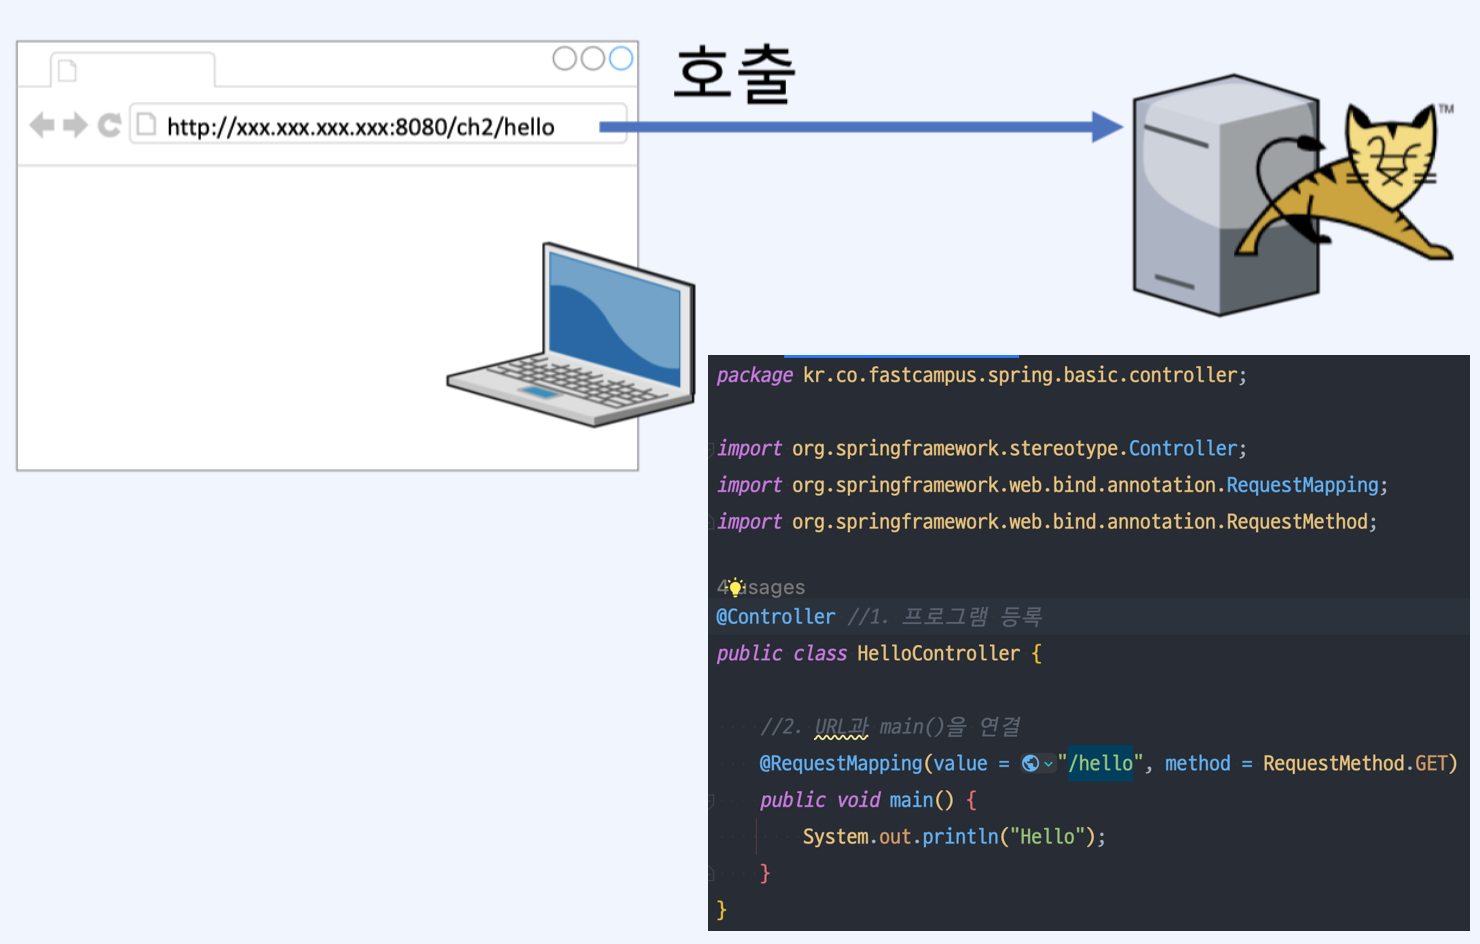 호출
http://xxx.xxx.xxx.xxx:8080/ch2/hello
TM
package kr.co.fastcampus.spring.basic.controller;
import org.springframework.stereotype.Controller;
import org.springframework.web.bind.annotation.RequestMapping;
import org.springframework.web.bind.annotation.RequestMethod;
4 usages
@Controller //1. 프로그램 등록
public class HelloController {
//2. URL과 main()을 연결
@RequestMapping(value = "/hello", method = RequestMethod.GET)
public void main() {
System.out.println("Hello");
}
}